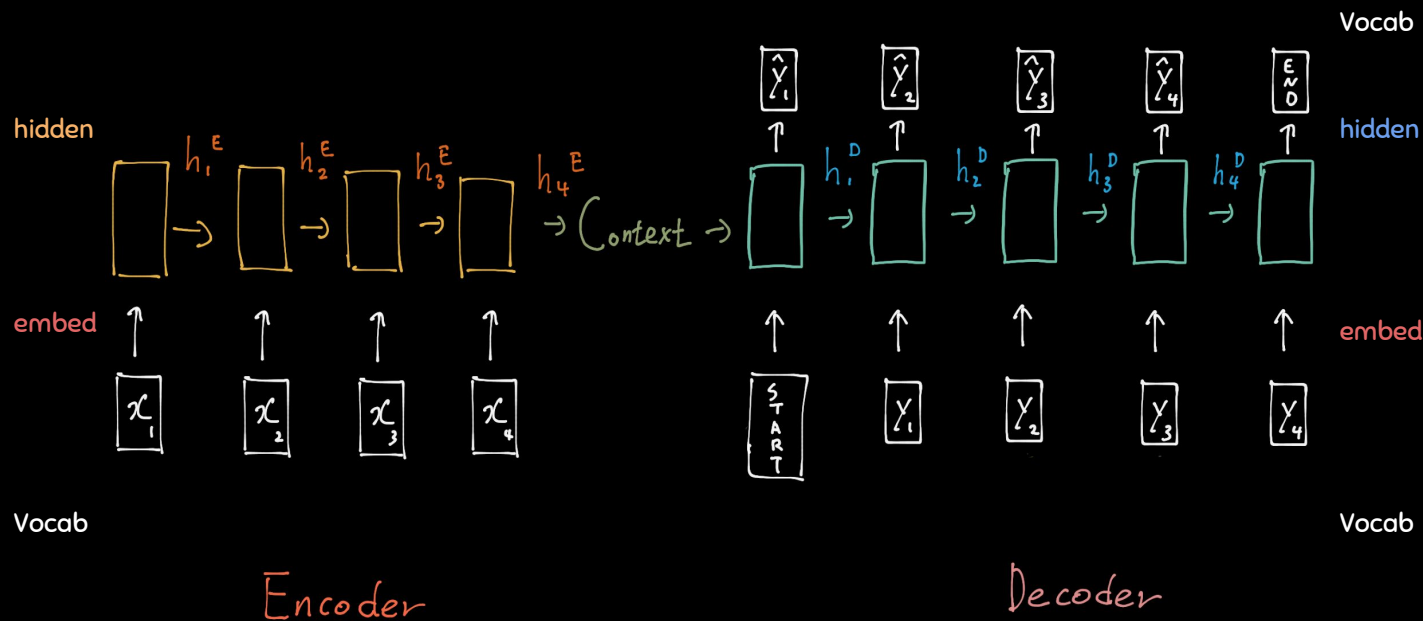 Vocab
ŷ₁ ŷ₂ ŷ₃ ŷ₄ END
hidden hidden
h₁ᴱ h₂ᴱ h₃ᴱ h₄ᴱ h₁ᴰ h₂ᴰ h₃ᴰ h₄ᴰ
Context
embed embed
x₁ x₂ x₃ x₄ START y₁ y₂ y₃ y₄
Vocab Vocab
Encoder Decoder